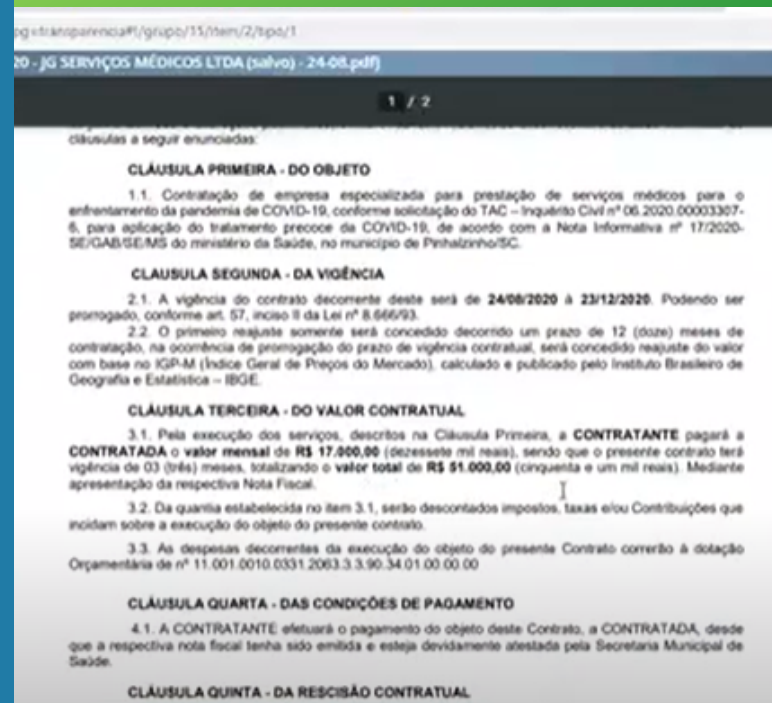 pg=transparencia#!/grupo/15/item/2/tipo/1
20 - JG SERVIÇOS MÉDICOS LTDA (salvo) - 24-08.pdf)
1 / 2
cláusulas a seguir enunciadas:
CLÁUSULA PRIMEIRA - DO OBJETO
1.1. Contratação de empresa especializada para prestação de serviços médicos para o
enfrentamento da pandemia de COVID-19, conforme solicitação do TAC – Inquérito Civil nº 06.2020.00003307-
6, para aplicação do tratamento precoce da COVID-19, de acordo com a Nota Informativa nº 17/2020-
SE/GAB/SE/MS do ministério da Saúde, no município de Pinhalzinho/SC.
CLAUSULA SEGUNDA - DA VIGÊNCIA
2.1. A vigência do contrato decorrente deste será de 24/08/2020 à 23/12/2020. Podendo ser
prorrogado, conforme art. 57, inciso II da Lei nº 8.666/93.
2.2. O primeiro reajuste somente será concedido decorrido um prazo de 12 (doze) meses de
contratação, na ocorrência de prorrogação do prazo de vigência contratual, será concedido reajuste do valor
com base no IGP-M (Índice Geral de Preços do Mercado), calculado e publicado pelo Instituto Brasileiro de
Geografia e Estatística – IBGE.
CLÁUSULA TERCEIRA - DO VALOR CONTRATUAL
3.1. Pela execução dos serviços, descritos na Cláusula Primeira, a CONTRATANTE pagará a
CONTRATADA o valor mensal de R$ 17.000,00 (dezessete mil reais), sendo que o presente contrato terá
vigência de 03 (três) meses, totalizando o valor total de R$ 51.000,00 (cinquenta e um mil reais). Mediante
apresentação da respectiva Nota Fiscal.
3.2. Da quantia estabelecida no item 3.1, serão descontados impostos, taxas e/ou Contribuições que
incidam sobre a execução do objeto do presente contrato.
3.3. As despesas decorrentes da execução do objeto do presente Contrato correrão à dotação
Orçamentária de nº 11.001.0010.0331.2063.3.3.90.34.01.00.00.00
CLÁUSULA QUARTA - DAS CONDIÇÕES DE PAGAMENTO
4.1. A CONTRATANTE efetuará o pagamento do objeto deste Contrato, a CONTRATADA, desde
que a respectiva nota fiscal tenha sido emitida e esteja devidamente atestada pela Secretaria Municipal de
Saúde.
CLÁUSULA QUINTA - DA RESCISÃO CONTRATUAL